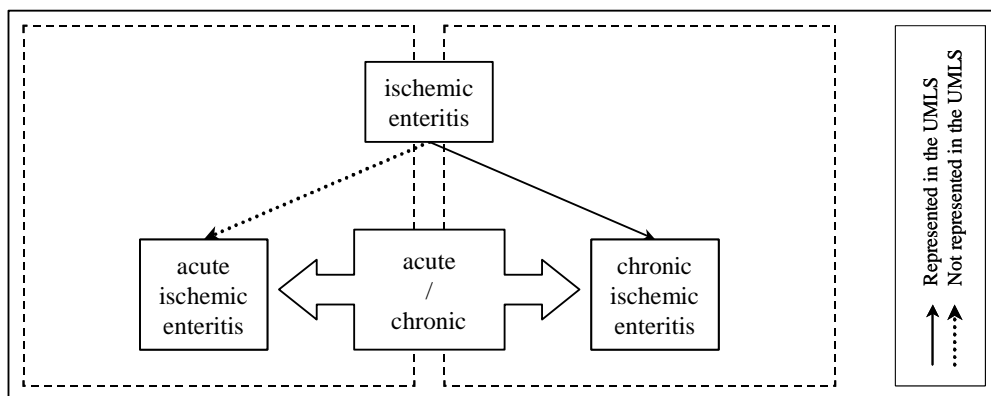 ischemic
enteritis
acute
ischemic
enteritis
acute
/
chronic
chronic
ischemic
enteritis
Represented in the UMLS
Not represented in the UMLS